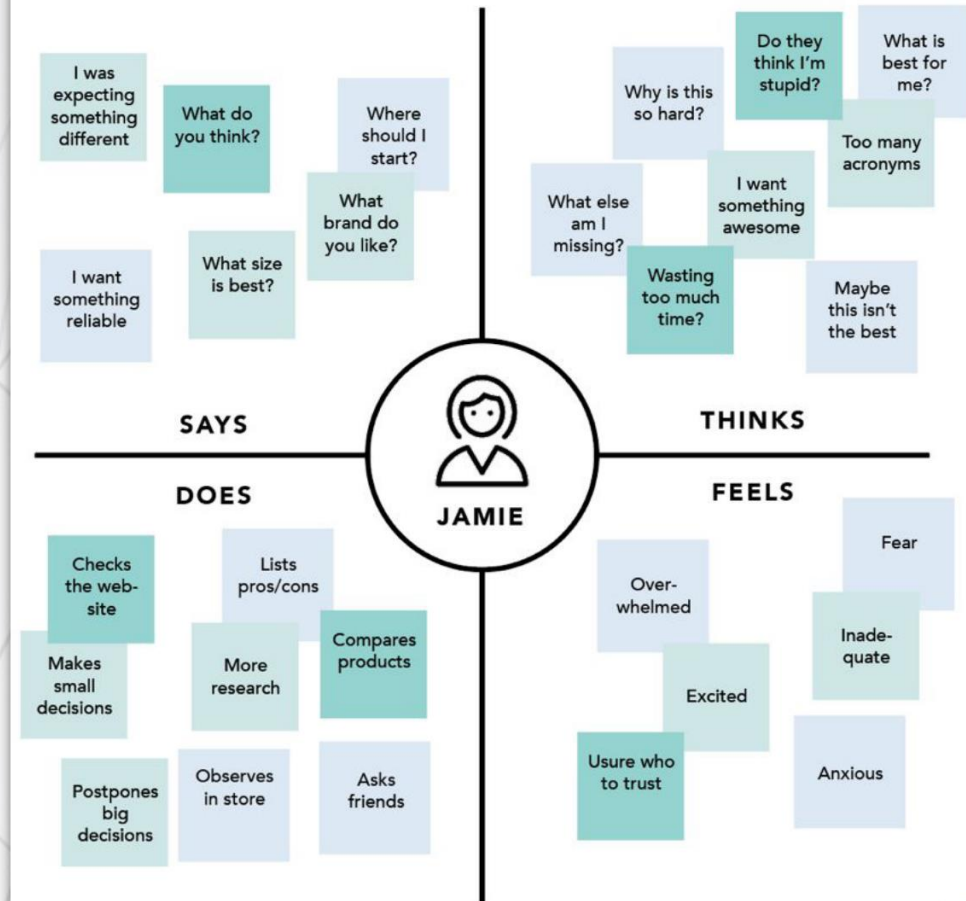 I was
expecting
something
different
What do
you think?
Where
should I
start?
What
brand do
you like?
I want
something
reliable
What size
is best?
SAYS
Why is this
so hard?
Do they
think I'm
stupid?
What is
best for
me?
Too many
acronyms
I want
something
awesome
What else
am I
missing?
Wasting
too much
time?
Maybe
this isn't
the best
THINKS
JAMIE
DOES
Checks
the web-
site
Lists
pros/cons
Compares
products
Makes
small
decisions
More
research
Postpones
big
decisions
Observes
in store
Asks
friends
FEELS
Over-
whelmed
Fear
Inade-
quate
Excited
Usure who
to trust
Anxious